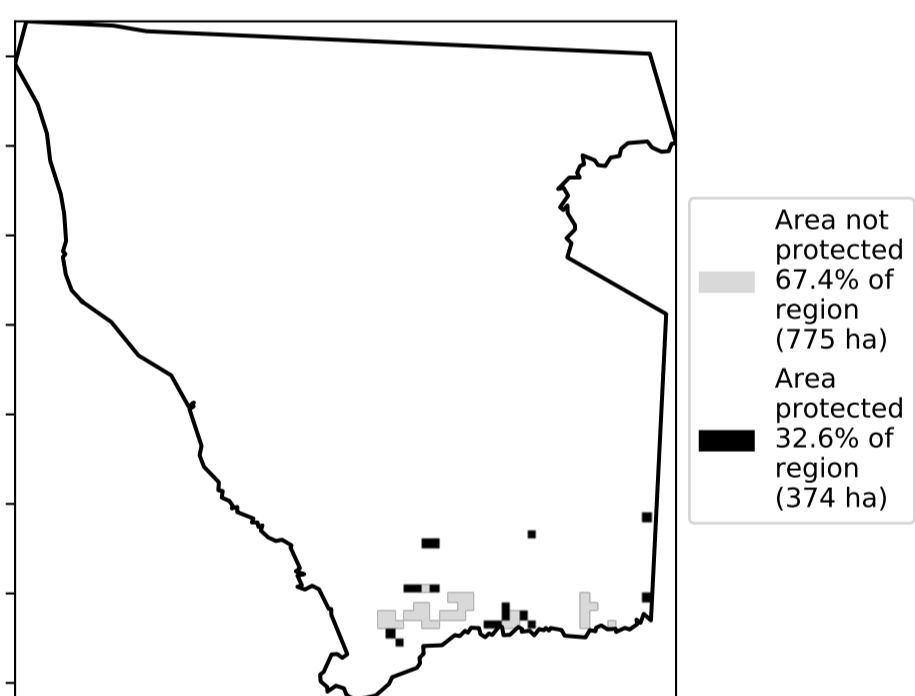 Area not
protected
67.4% of
region
(775 ha)
Area
protected
32.6% of
region
(374 ha)